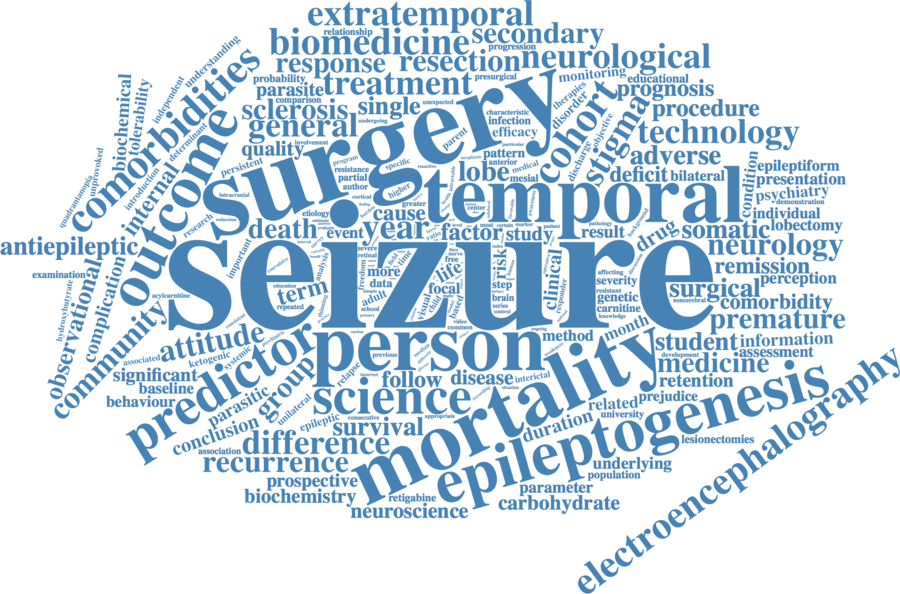 extratemporal
relationship
biomedicine
secondary
progression
response
resection
neurological
understanding
probability
treatment
presurgical
monitoring
educational
parasite
comparison
prognosis
therapies
disorder
independent
biochemical
tolerability
comorbidities
sclerosis
single
unexpected
undergoing
surgery
characteristic
infection
efficacy
cohort
stigma
objective
discharge
procedure
general
involvement
parent
particular
technology
determinant
quality
program
specific
pattern
anterior
medical
adverse
introduction
internal
outcome
persistent
resistance
partial
author
higher
lobe
mesial
deficit
bilateral
condition
epileptiform
presentation
psychiatry
demonstration
quadrantanopia
unprovoked
intracranial
cortical
greater
center
temporal
individual
lobectomy
research
reduction
etiology
cause
death
event
year
factor
study
result
pathology
background
drug
somatic
antiepileptic
important
seizure
neurology
severe
retinal
more
data
adult
school
time
life
free
risk
step
brain
series
control
clinical
responder
affecting
severity
resistant
genetic
carnitine
knowledge
remission
perception
surgical
noncerebral
comorbidity
examination
observational
complication
hydroxybutyrate
acylcarnitine
education
term
repeated
analysis
focal
visual
child
based
video
common
premature
community
attitude
consistent
predictor
person
method
month
student
information
development
assessment
associated
ketogenic
systemic
psychiatric
previous
median
significant
baseline
behaviour
group
relapse
follow
disease
interictal
mortality
medicine
retention
prejudice
parasitic
unilateral
science
related
university
conclusion
epileptic
consecutive
appropriate
survival
duration
epileptogenesis
lesionectomies
association
difference
recurrence
underlying
population
prospective
parameter
biochemistry
retigabine
carbohydrate
neuroscience
electroencephalography